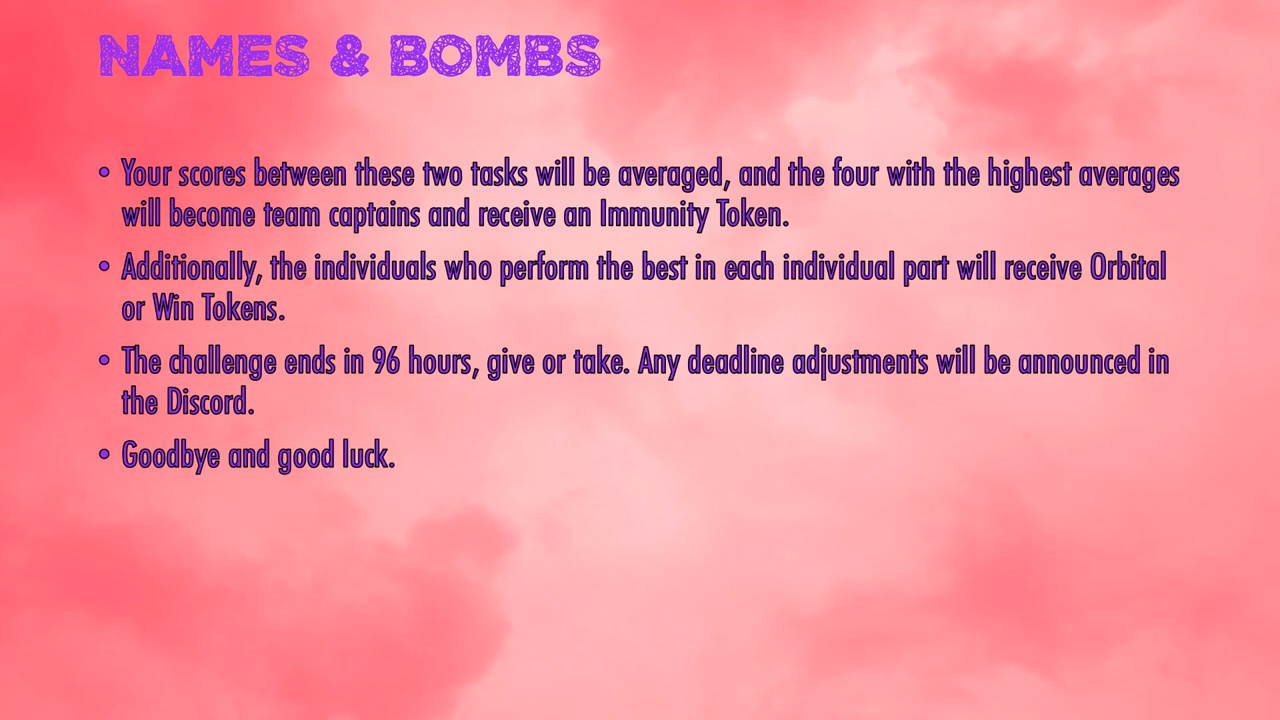 NAMES & BOMBS
• Your scores between these two tasks will be averaged, and the four with the highest averages
will become team captains and receive an Immunity Token.
• Additionally, the individuals who perform the best in each individual part will receive Orbital
or Win Tokens.
• The challenge ends in 96 hours, give or take. Any deadline adjustments will be announced in
the Discord.
• Goodbye and good luck.